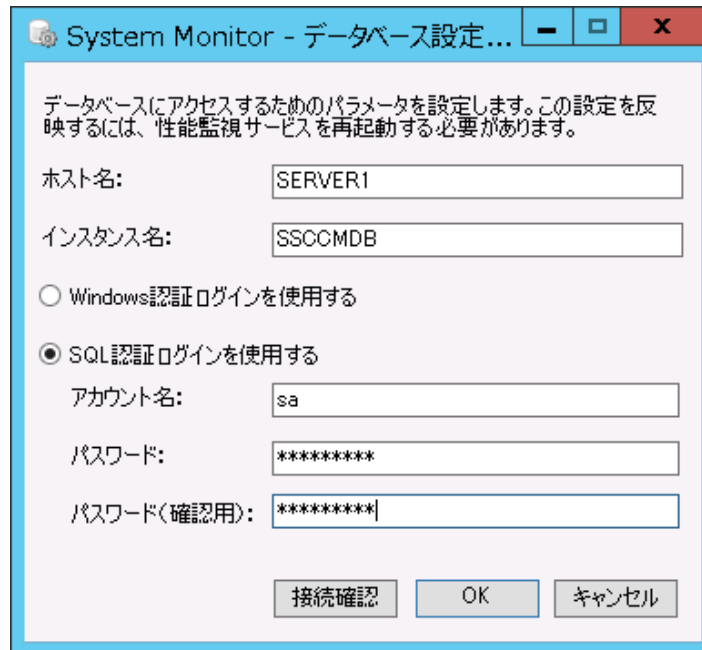 System Monitor - データベース設定...
データベースにアクセスするためのパラメータを設定します。この設定を反
映するには、性能監視サービスを再起動する必要があります。
ホスト名: SERVER1
インスタンス名: SSCCMDB
Windows認証ログインを使用する
SQL認証ログインを使用する
アカウント名: sa
パスワード: *********
パスワード(確認用): *********
接続確認 OK キャンセル